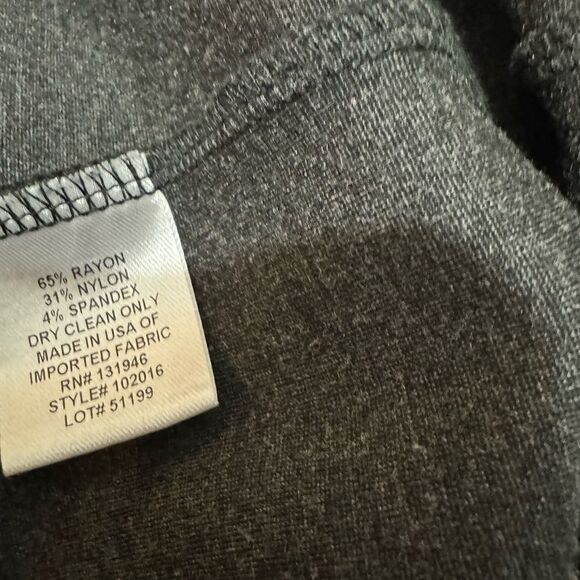 65% RAYON
31% NYLON
4% SPANDEX
DRY CLEAN ONLY
MADE IN USA OF
IMPORTED FABRIC
RN# 131946
STYLE# 102016
LOT# 51199